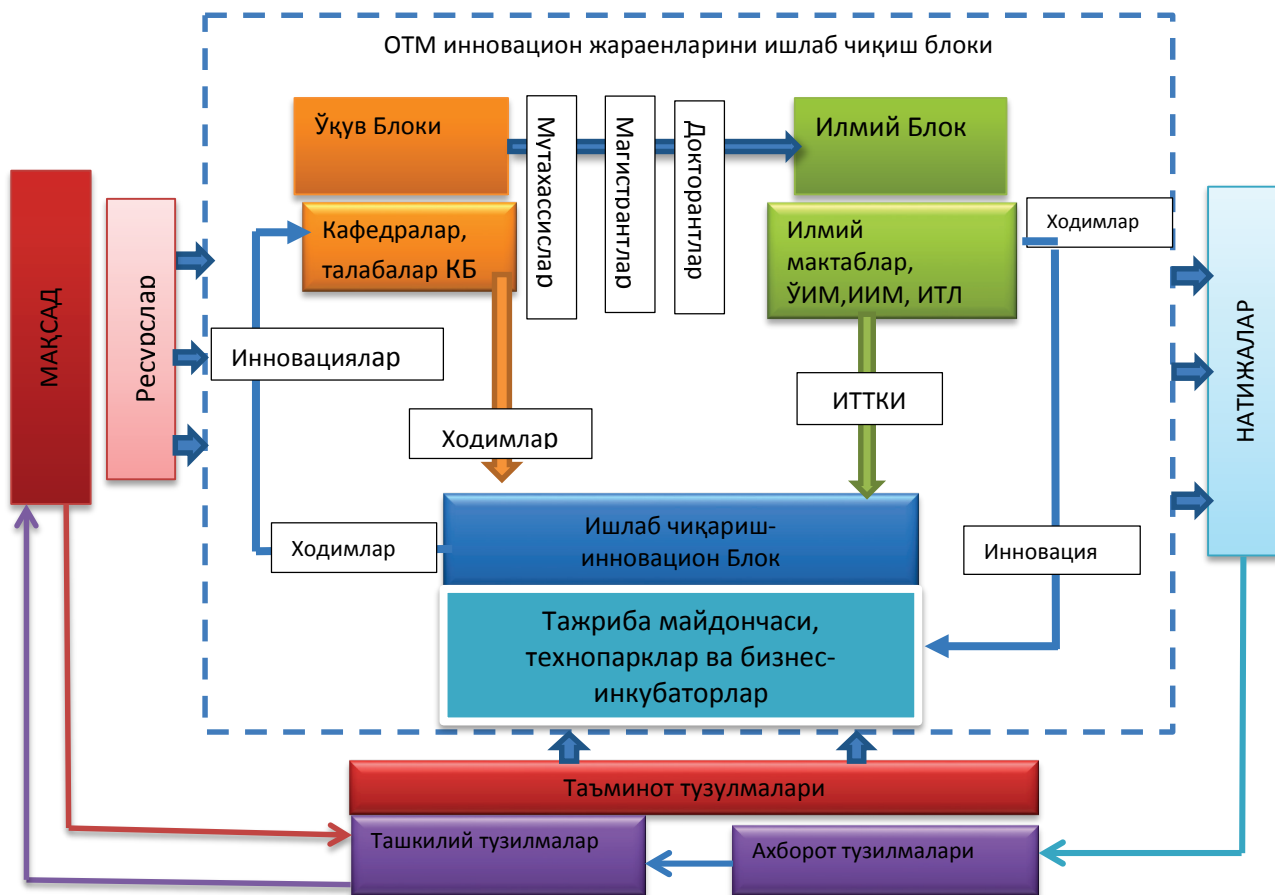 ОТМ инновацион жараенларини ишлаб чиқиш блоки
Ўқув Блоки
Мутахассислар
Магистрантлар
Докторантлар
Илмий Блок
МАҚСАД
Ресурслар
Кафедралар,
талабалар КБ
Илмий
мактаблар,
ЎИМ,ИИМ, ИТЛ
Ходимлар
НАТИЖАЛАР
Инновациялар
Ходимлар
ИТТКИ
Ходимлар
Ишлаб чиқариш-
инновацион Блок
Инновация
Тажриба майдончаси,
технопарклар ва бизнес-
инкубаторлар
Таъминот тузулмалари
Ташкилий тузилмалар
Ахборот тузилмалари